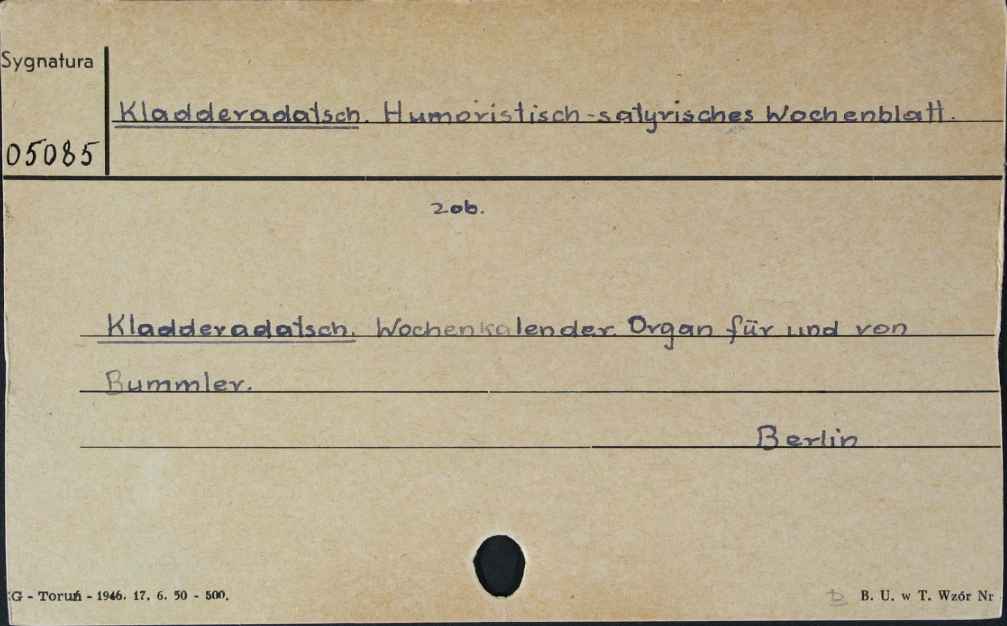 Sygnatura
Kladderadatsch. Humoristisch-satyrisches Wochenblatt.
05085
zob.
Kladderadatsch. Wochenkalender. Organ für und von
Bummler.
Berlin
G - Toruń - 1946. 17. 6. 50 - 500.
B. U. w T. Wzór Nr